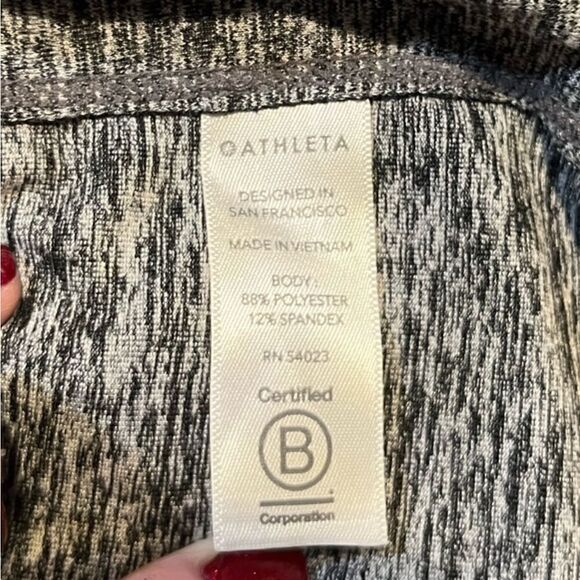 ATHLETA
DESIGNED IN
SAN FRANCISCO
MADE IN VIETNAM
BODY :
88% POLYESTER
12% SPANDEX
RN 54023
Certified
B
Corporation